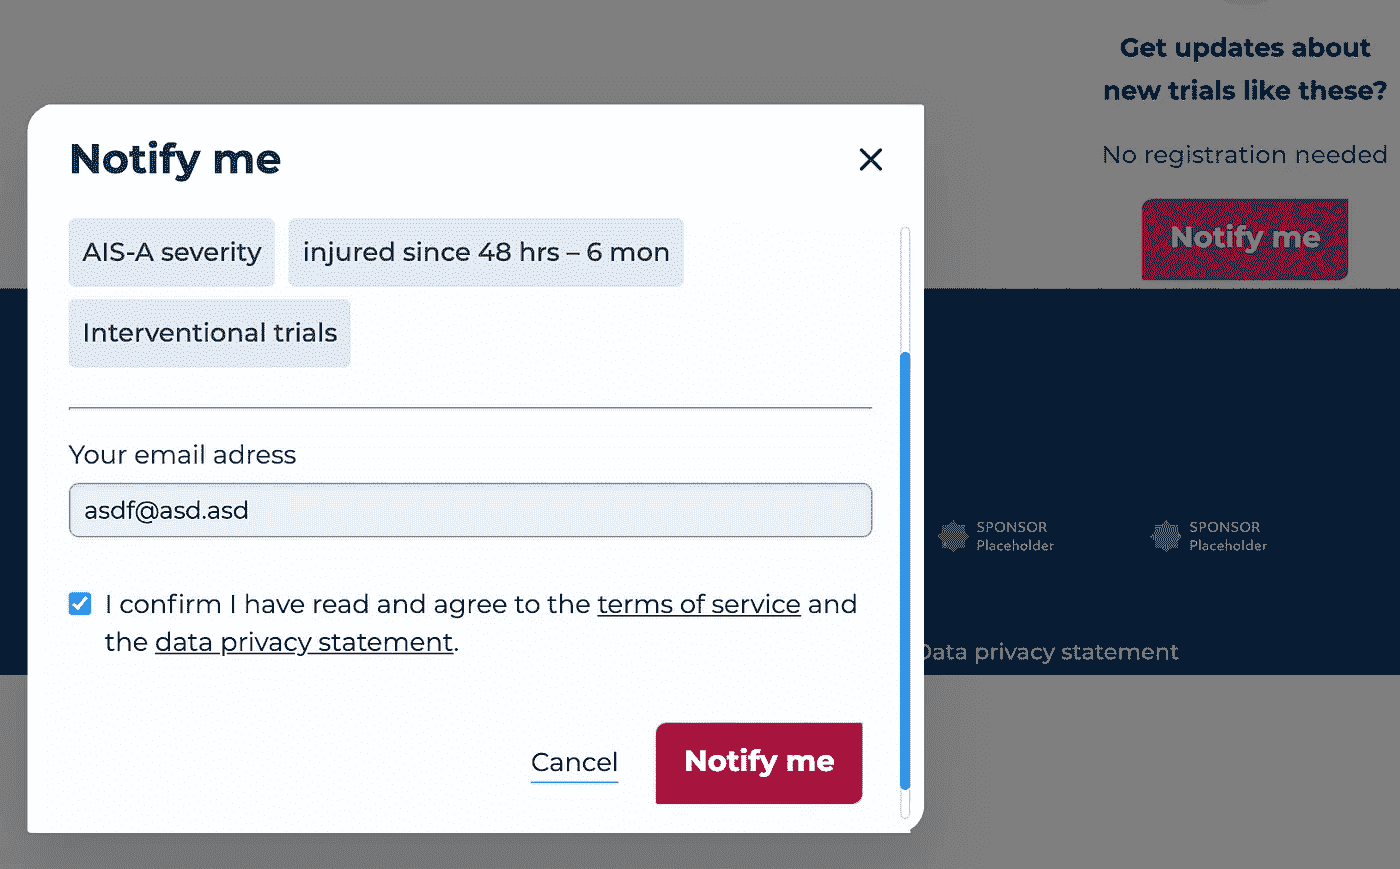 Get updates about
new trials like these?
No registration needed
Notify me
Notify me
AIS-A severity
injured since 48 hrs – 6 mon
Interventional trials
Your email adress
asdf@asd.asd
I confirm I have read and agree to the terms of service and
the data privacy statement.
Cancel
Notify me
SPONSOR
Placeholder
SPONSOR
Placeholder
Data privacy statement